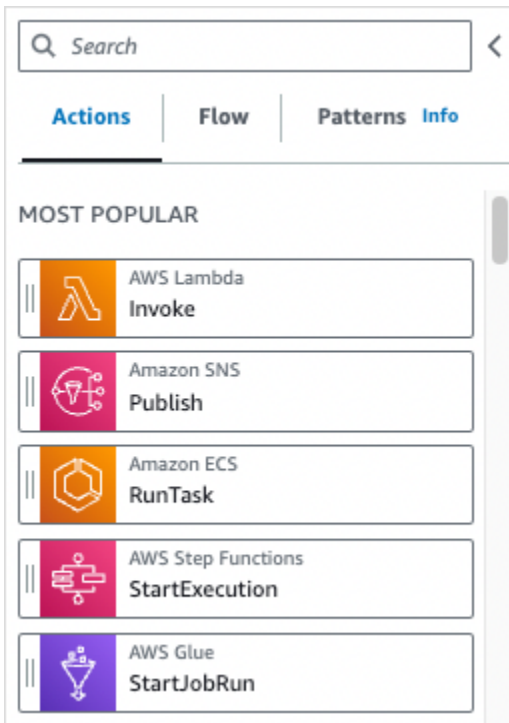 Search
Actions Flow Patterns Info
MOST POPULAR
AWS Lambda
Invoke
Amazon SNS
Publish
Amazon ECS
RunTask
AWS Step Functions
StartExecution
AWS Glue
StartJobRun